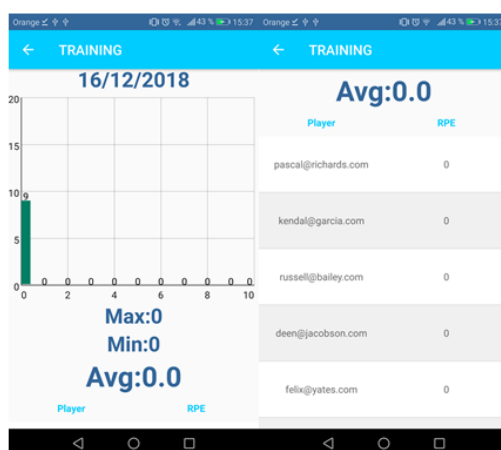 Orange 43 % 15:37
TRAINING
16/12/2018
20
15
10
9
5
0
0 0 0 0 0 0 0 0 0 0
0 2 4 6 8 10
Max:0
Min:0
Avg:0.0
Player RPE
Orange 43 % 15:37
TRAINING
Avg:0.0
Player RPE
pascal@richards.com 0
kendal@garcia.com 0
russell@bailey.com 0
deen@jacobson.com 0
felix@yates.com 0